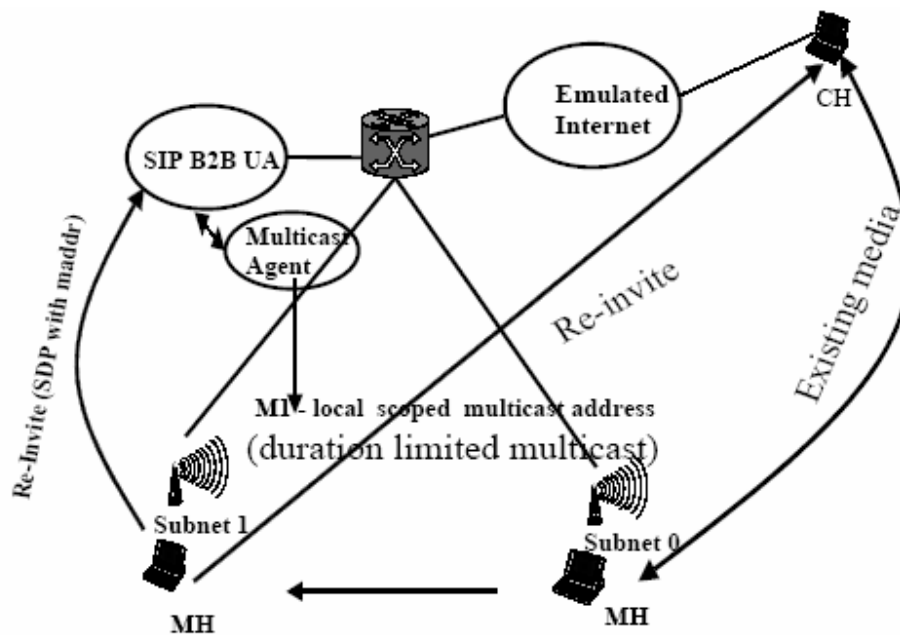 CH
Emulated
Internet
SIP B2B UA
Multicast
Agent
Re-Invite (SDP with maddr)
Re-invite
Existing media
M1 - local scoped multicast address
(duration limited multicast)
Subnet 1
Subnet 0
MH
MH